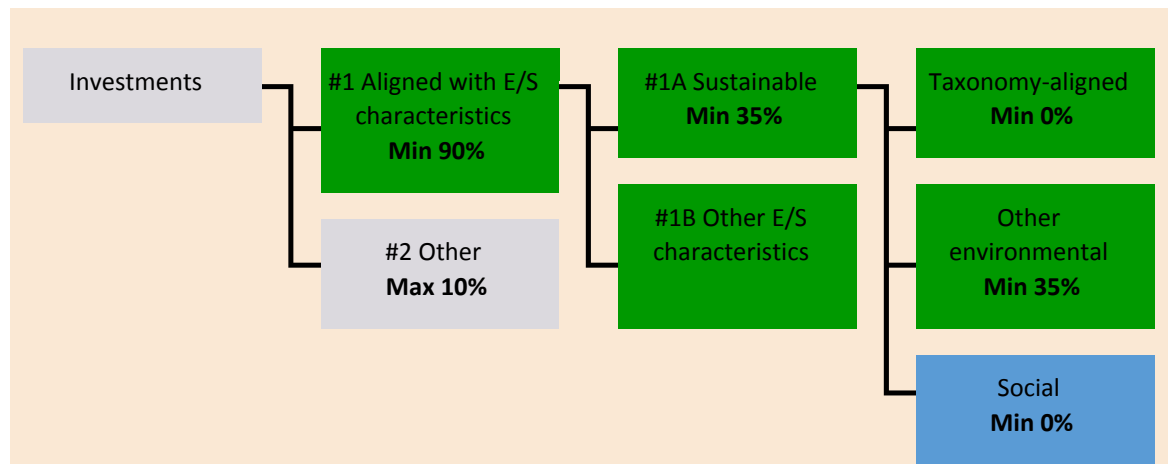 Investments
#1 Aligned with E/S
characteristics
Min 90%
#2 Other
Max 10%
#1A Sustainable
Min 35%
#1B Other E/S
characteristics
Taxonomy-aligned
Min 0%
Other
environmental
Min 35%
Social
Min 0%